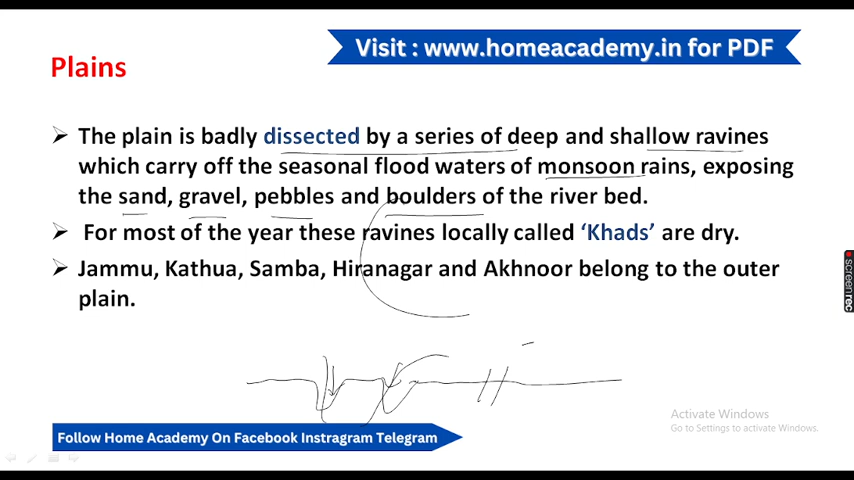 Visit : www.homeacademy.in for PDF
Plains
The plain is badly dissected by a series of deep and shallow ravines
which carry off the seasonal flood waters of monsoon rains, exposing
the sand, gravel, pebbles and boulders of the river bed.
For most of the year these ravines locally called ‘Khads’ are dry.
Jammu, Kathua, Samba, Hiranagar and Akhnoor belong to the outer
plain.
Activate Windows
Go to Settings to activate Windows.
Follow Home Academy On Facebook Instragram Telegram
screenrec